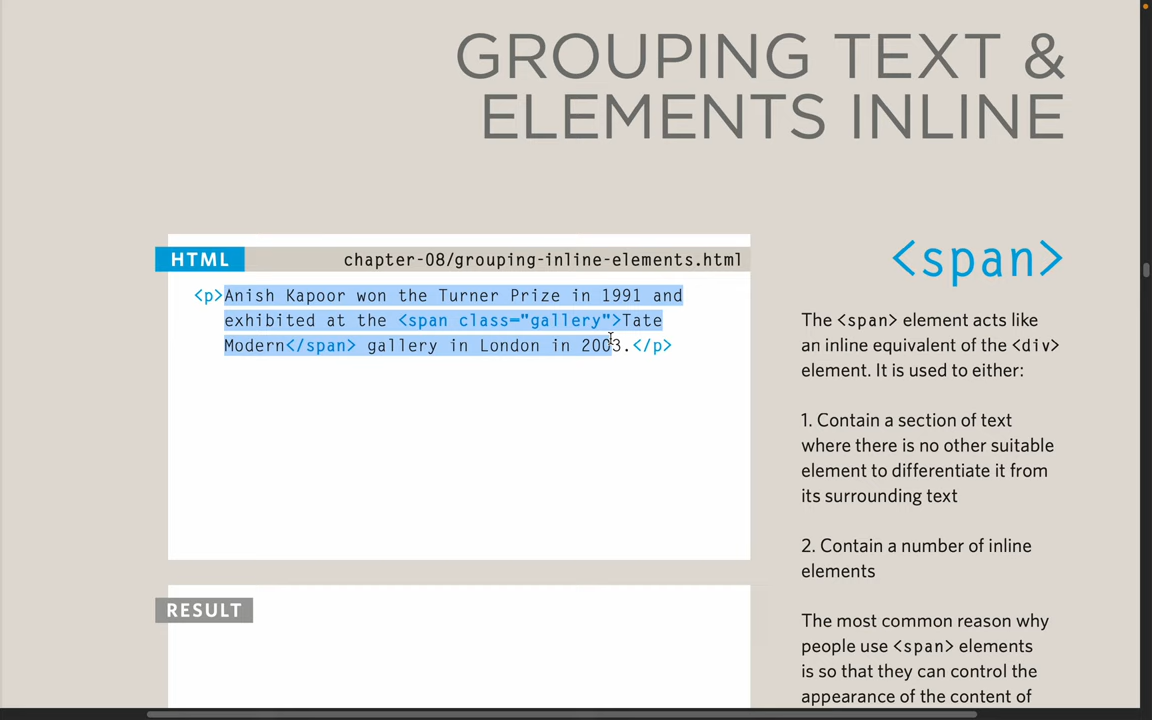 GROUPING TEXT &
ELEMENTS INLINE
HTML
chapter-08/grouping-inline-elements.html
<p>Anish Kapoor won the Turner Prize in 1991 and
exhibited at the <span class="gallery">Tate
Modern</span> gallery in London in 2003.</p>
RESULT
<span>
The <span> element acts like
an inline equivalent of the <div>
element. It is used to either:
1. Contain a section of text
where there is no other suitable
element to differentiate it from
its surrounding text
2. Contain a number of inline
elements
The most common reason why
people use <span> elements
is so that they can control the
appearance of the content of